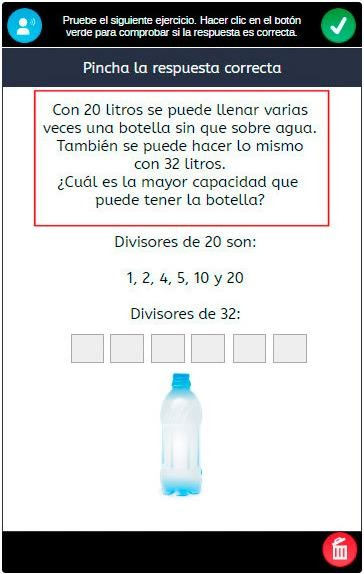 Pruebe el siguiente ejercicio. Hacer clic en el botón
verde para comprobar si la respuesta es correcta.
Pincha la respuesta correcta
Con 20 litros se puede llenar varias
veces una botella sin que sobre agua.
También se puede hacer lo mismo
con 32 litros.
¿Cuál es la mayor capacidad que
puede tener la botella?
Divisores de 20 son:
1, 2, 4, 5, 10 y 20
Divisores de 32: